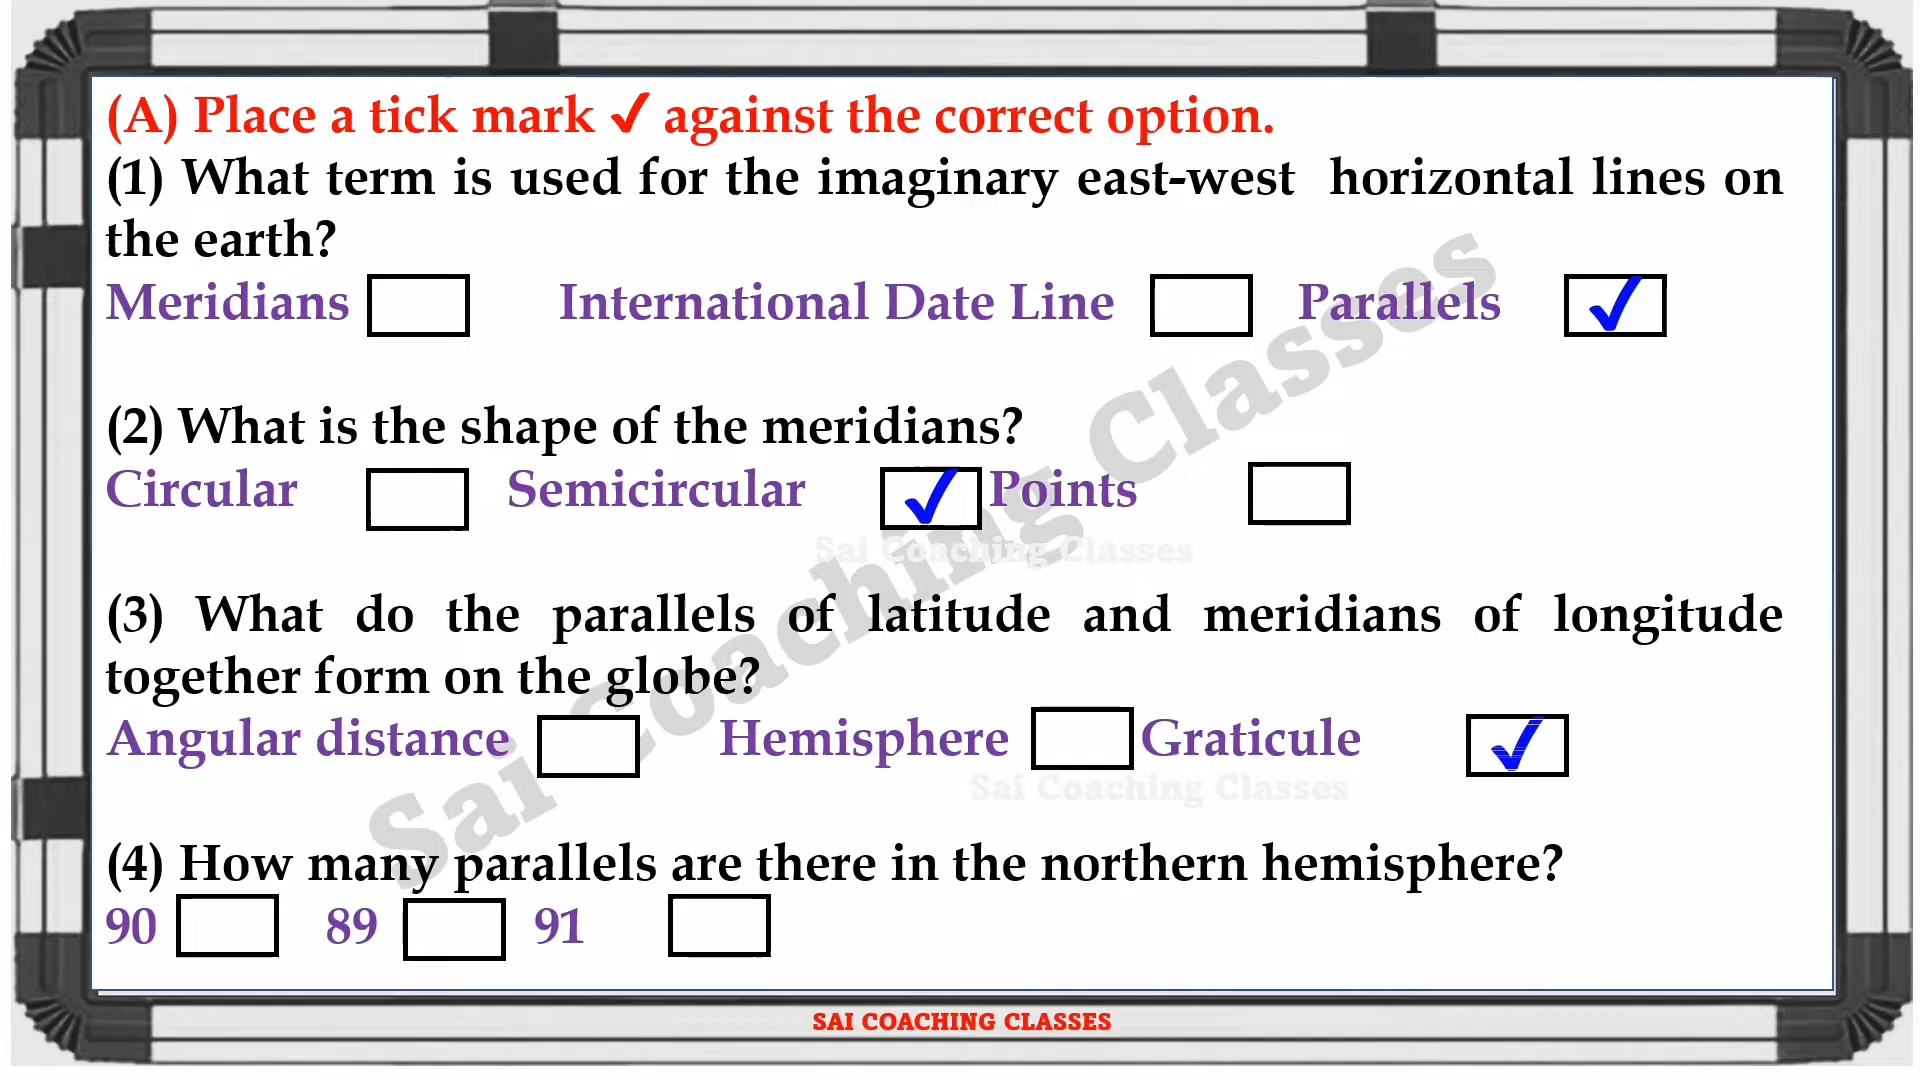 (A) Place a tick mark ✓ against the correct option.
(1) What term is used for the imaginary east-west horizontal lines on
the earth?
Meridians International Date Line Parallels ✓
(2) What is the shape of the meridians?
Circular Semicircular ✓ Points
(3) What do the parallels of latitude and meridians of longitude
together form on the globe?
Angular distance Hemisphere Graticule ✓
(4) How many parallels are there in the northern hemisphere?
90 89 91
Sai Coaching Classes
Sai Coaching Classes
Sai Coaching Classes
SAI COACHING CLASSES